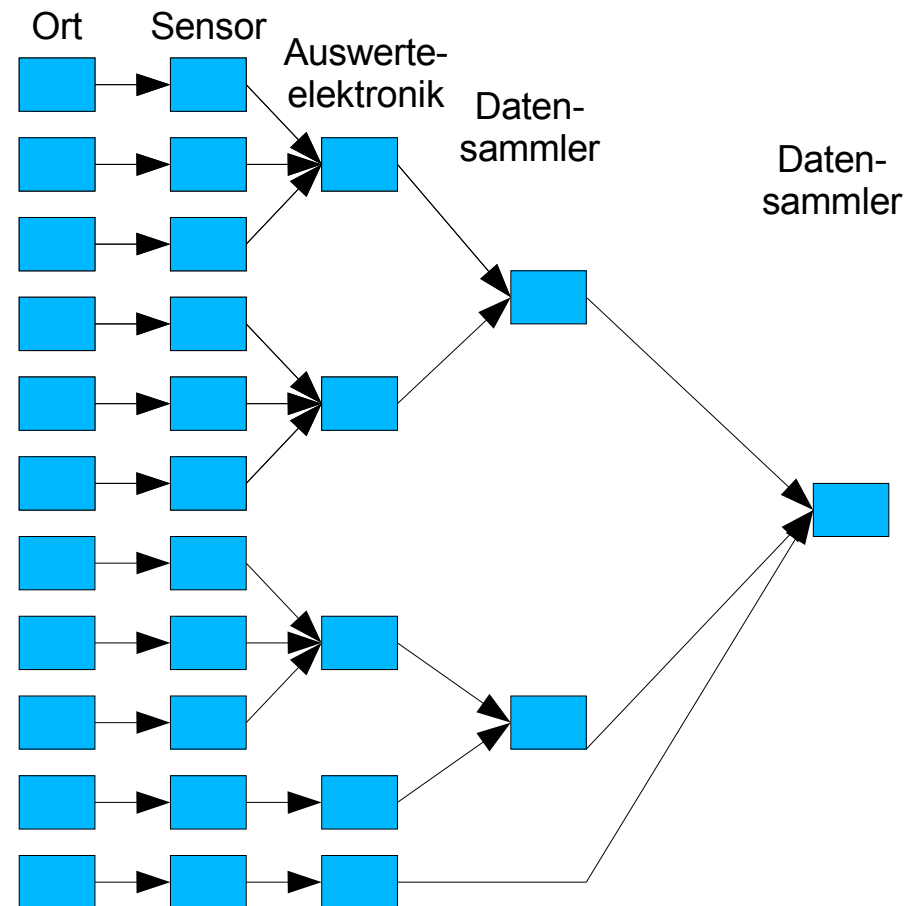 Ort
Sensor
Auswerte-
elektronik
Daten-
sammler
Daten-
sammler